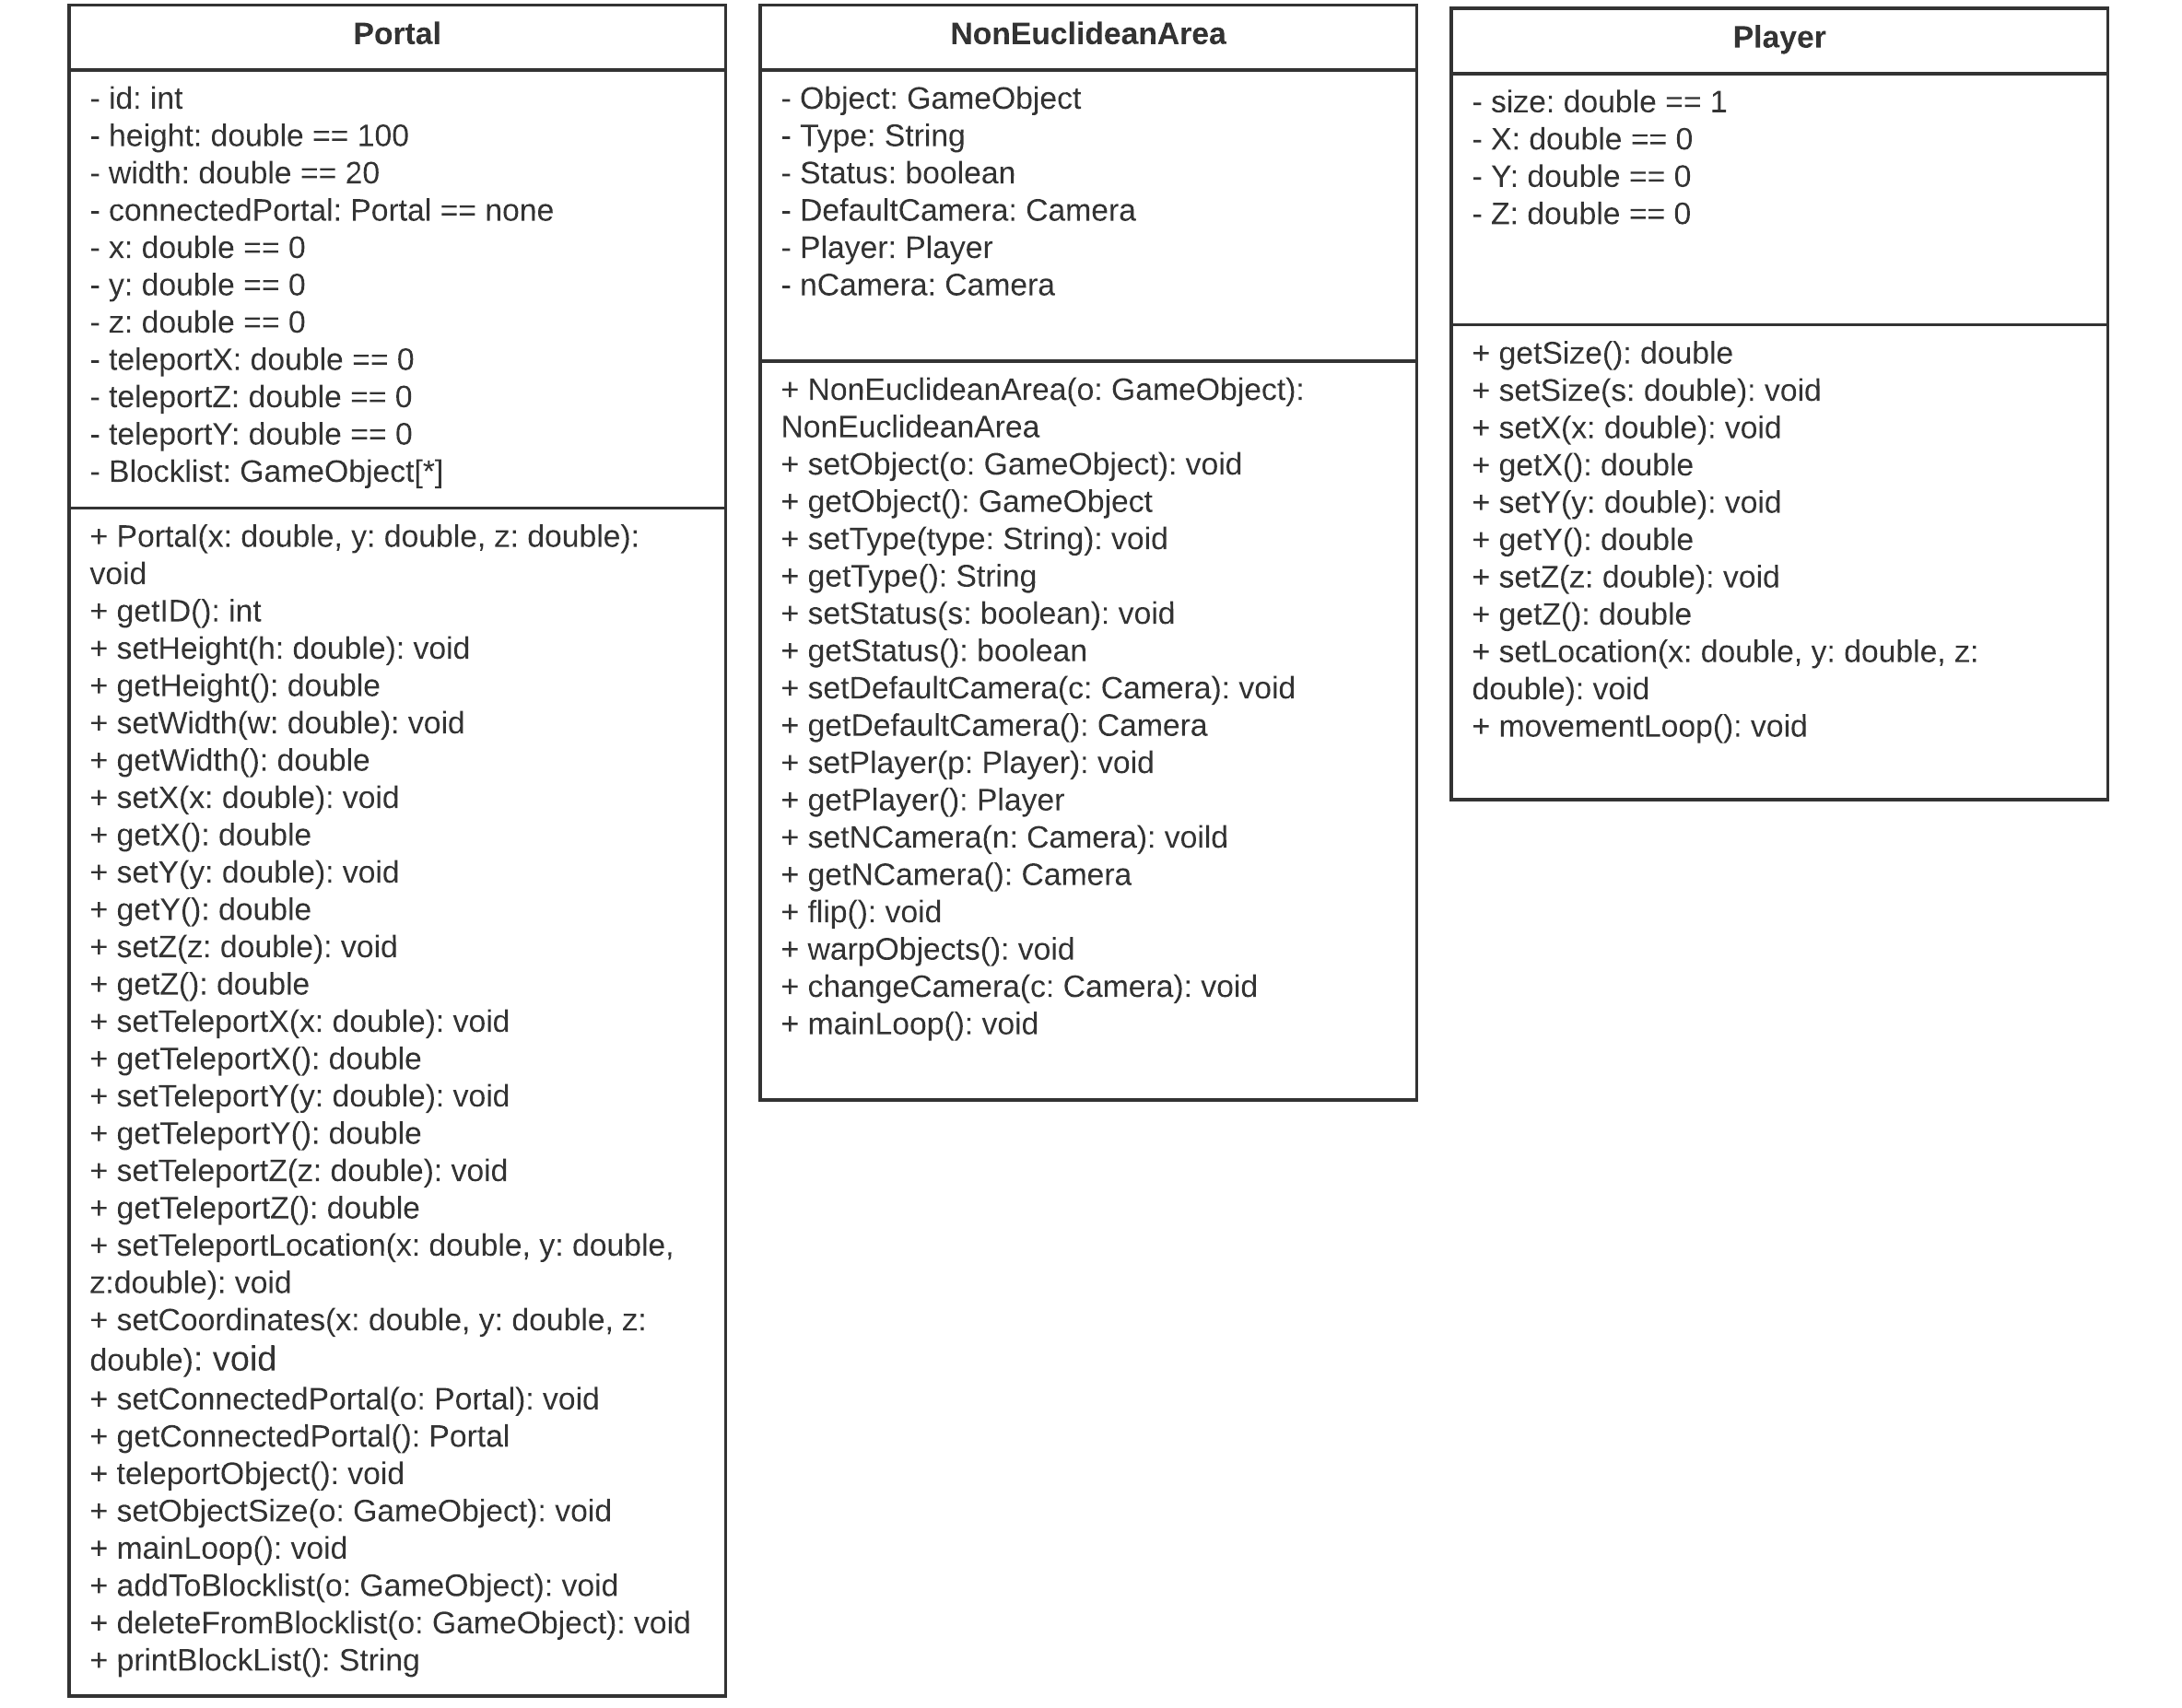 Portal
- id: int
- height: double == 100
- width: double == 20
- connectedPortal: Portal == none
- x: double == 0
- y: double == 0
- z: double == 0
- teleportX: double == 0
- teleportZ: double == 0
- teleportY: double == 0
- Blocklist: GameObject[*]
+ Portal(x: double, y: double, z: double):
void
+ getID(): int
+ setHeight(h: double): void
+ getHeight(): double
+ setWidth(w: double): void
+ getWidth(): double
+ setX(x: double): void
+ getX(): double
+ setY(y: double): void
+ getY(): double
+ setZ(z: double): void
+ getZ(): double
+ setTeleportX(x: double): void
+ getTeleportX(): double
+ setTeleportY(y: double): void
+ getTeleportY(): double
+ setTeleportZ(z: double): void
+ getTeleportZ(): double
+ setTeleportLocation(x: double, y: double,
z:double): void
+ setCoordinates(x: double, y: double, z:
double): void
+ setConnectedPortal(o: Portal): void
+ getConnectedPortal(): Portal
+ teleportObject(): void
+ setObjectSize(o: GameObject): void
+ mainLoop(): void
+ addToBlocklist(o: GameObject): void
+ deleteFromBlocklist(o: GameObject): void
+ printBlockList(): String
NonEuclideanArea
- Object: GameObject
- Type: String
- Status: boolean
- DefaultCamera: Camera
- Player: Player
- nCamera: Camera
+ NonEuclideanArea(o: GameObject):
NonEuclideanArea
+ setObject(o: GameObject): void
+ getObject(): GameObject
+ setType(type: String): void
+ getType(): String
+ setStatus(s: boolean): void
+ getStatus(): boolean
+ setDefaultCamera(c: Camera): void
+ getDefaultCamera(): Camera
+ setPlayer(p: Player): void
+ getPlayer(): Player
+ setNCamera(n: Camera): voild
+ getNCamera(): Camera
+ flip(): void
+ warpObjects(): void
+ changeCamera(c: Camera): void
+ mainLoop(): void
Player
- size: double == 1
- X: double == 0
- Y: double == 0
- Z: double == 0
+ getSize(): double
+ setSize(s: double): void
+ setX(x: double): void
+ getX(): double
+ setY(y: double): void
+ getY(): double
+ setZ(z: double): void
+ getZ(): double
+ setLocation(x: double, y: double, z:
double): void
+ movementLoop(): void